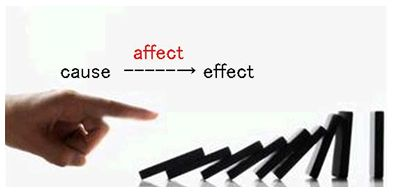 affect
cause ------→ effect